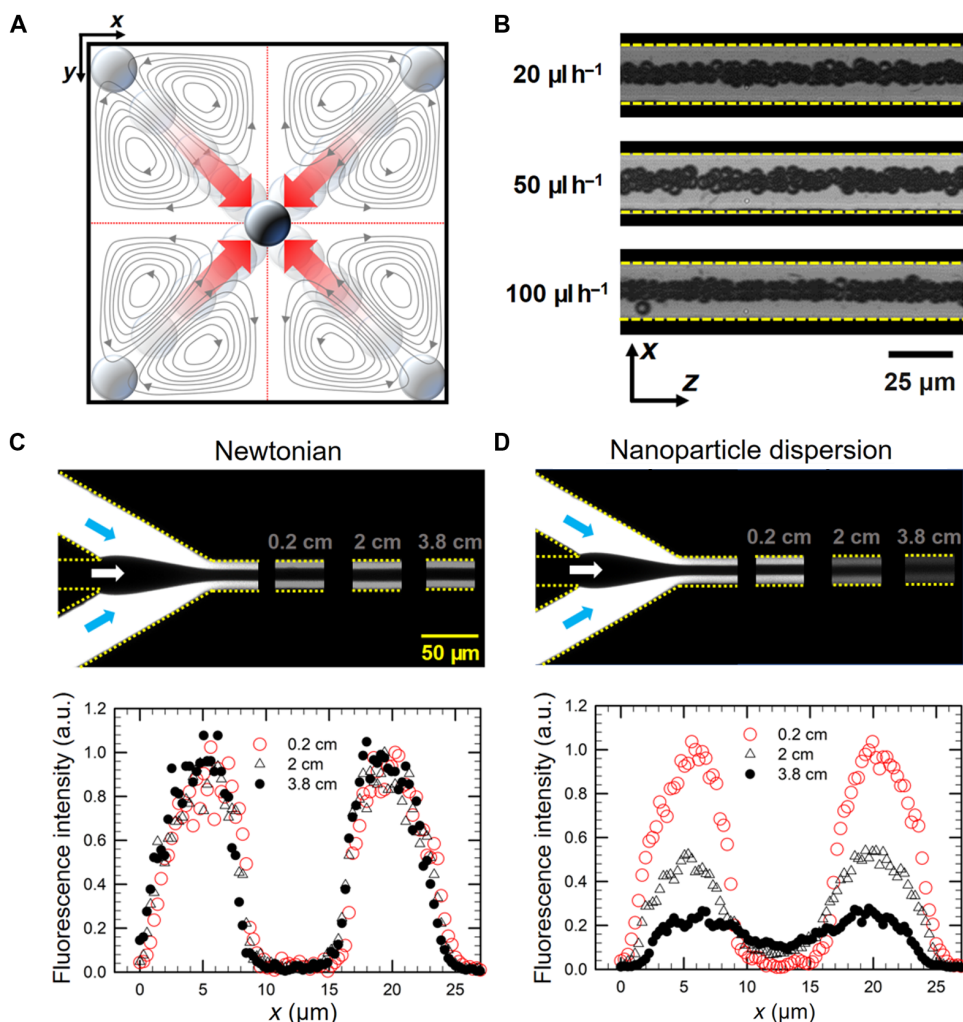 A
x
y
B
20 µl h⁻¹
50 µl h⁻¹
100 µl h⁻¹
x
z
25 µm
C
Newtonian
0.2 cm 2 cm 3.8 cm
50 µm
Fluorescence intensity (a.u.)
1.2
1.0
0.8
0.6
0.4
0.2
0.0
0.2 cm
2 cm
3.8 cm
0 5 10 15 20 25
x (µm)
D
Nanoparticle dispersion
0.2 cm 2 cm 3.8 cm
Fluorescence intensity (a.u.)
1.2
1.0
0.8
0.6
0.4
0.2
0.0
0.2 cm
2 cm
3.8 cm
0 5 10 15 20 25
x (µm)